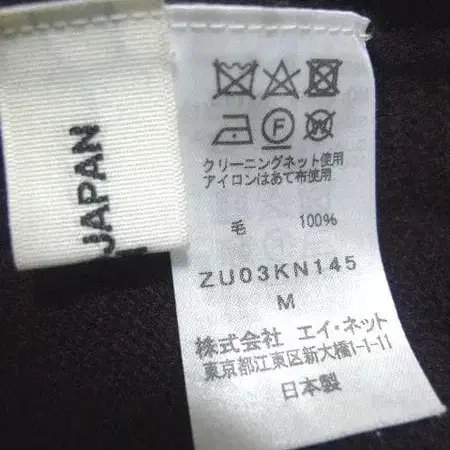 JAPAN
F
W
クリーニングネット使用
アイロンはあて布使用
毛 100%
ZU03KN145
M
株式会社 エイ・ネット
東京都江東区新大橋1-1-11
日本製